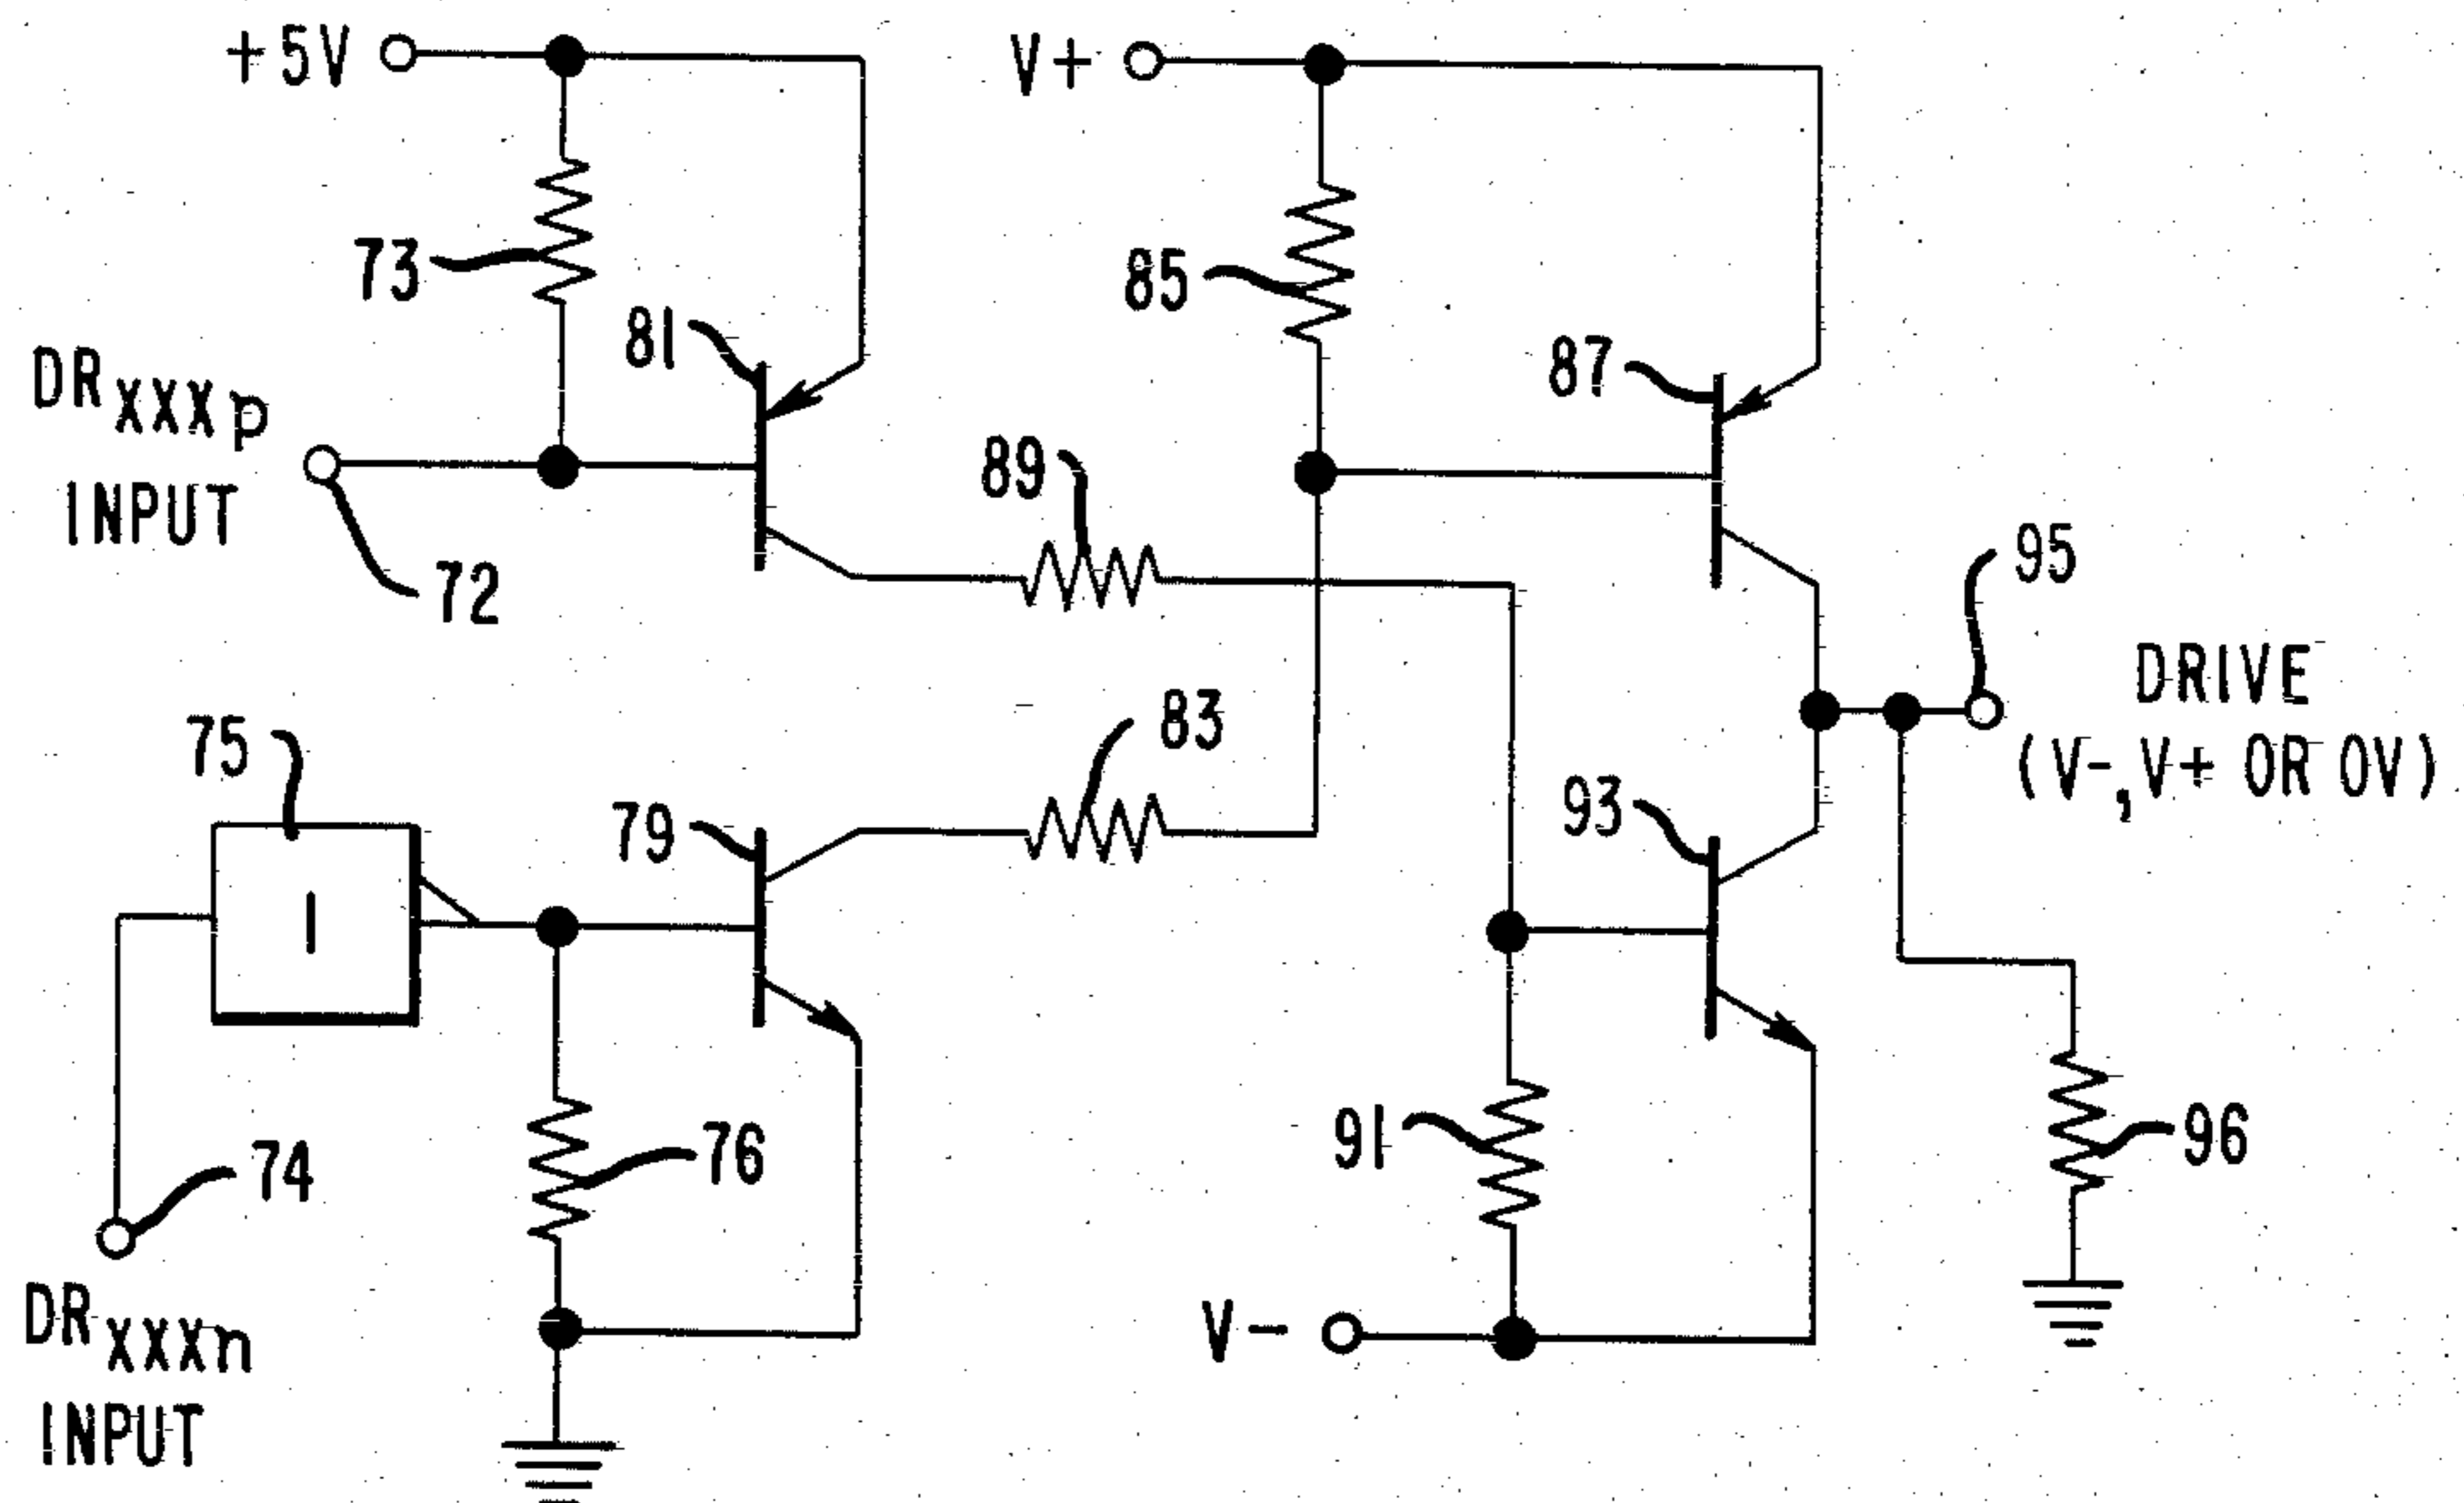 +5V
V+
73
81
85
87
DRXXXp
INPUT
72
89
95
DRIVE
(V-,V+ OR 0V)
75
79
83
93
I
74
76
91
96
DRXXXn
INPUT
V-